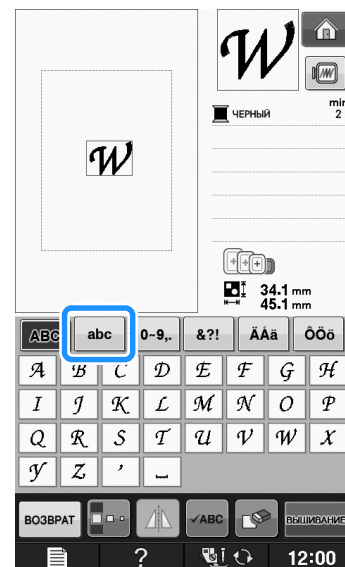 W
min
ЧЕРНЫЙ 2
W
34.1 mm
45.1 mm
ABC abc 0~9,. &?! ÄÅä ÔÖö
A B C D E F G H
I J K L M N O P
Q R S T U V W X
Y Z ' _
ВОЗВРАТ ✓ABC ВЫШИВАНИЕ
? 12:00